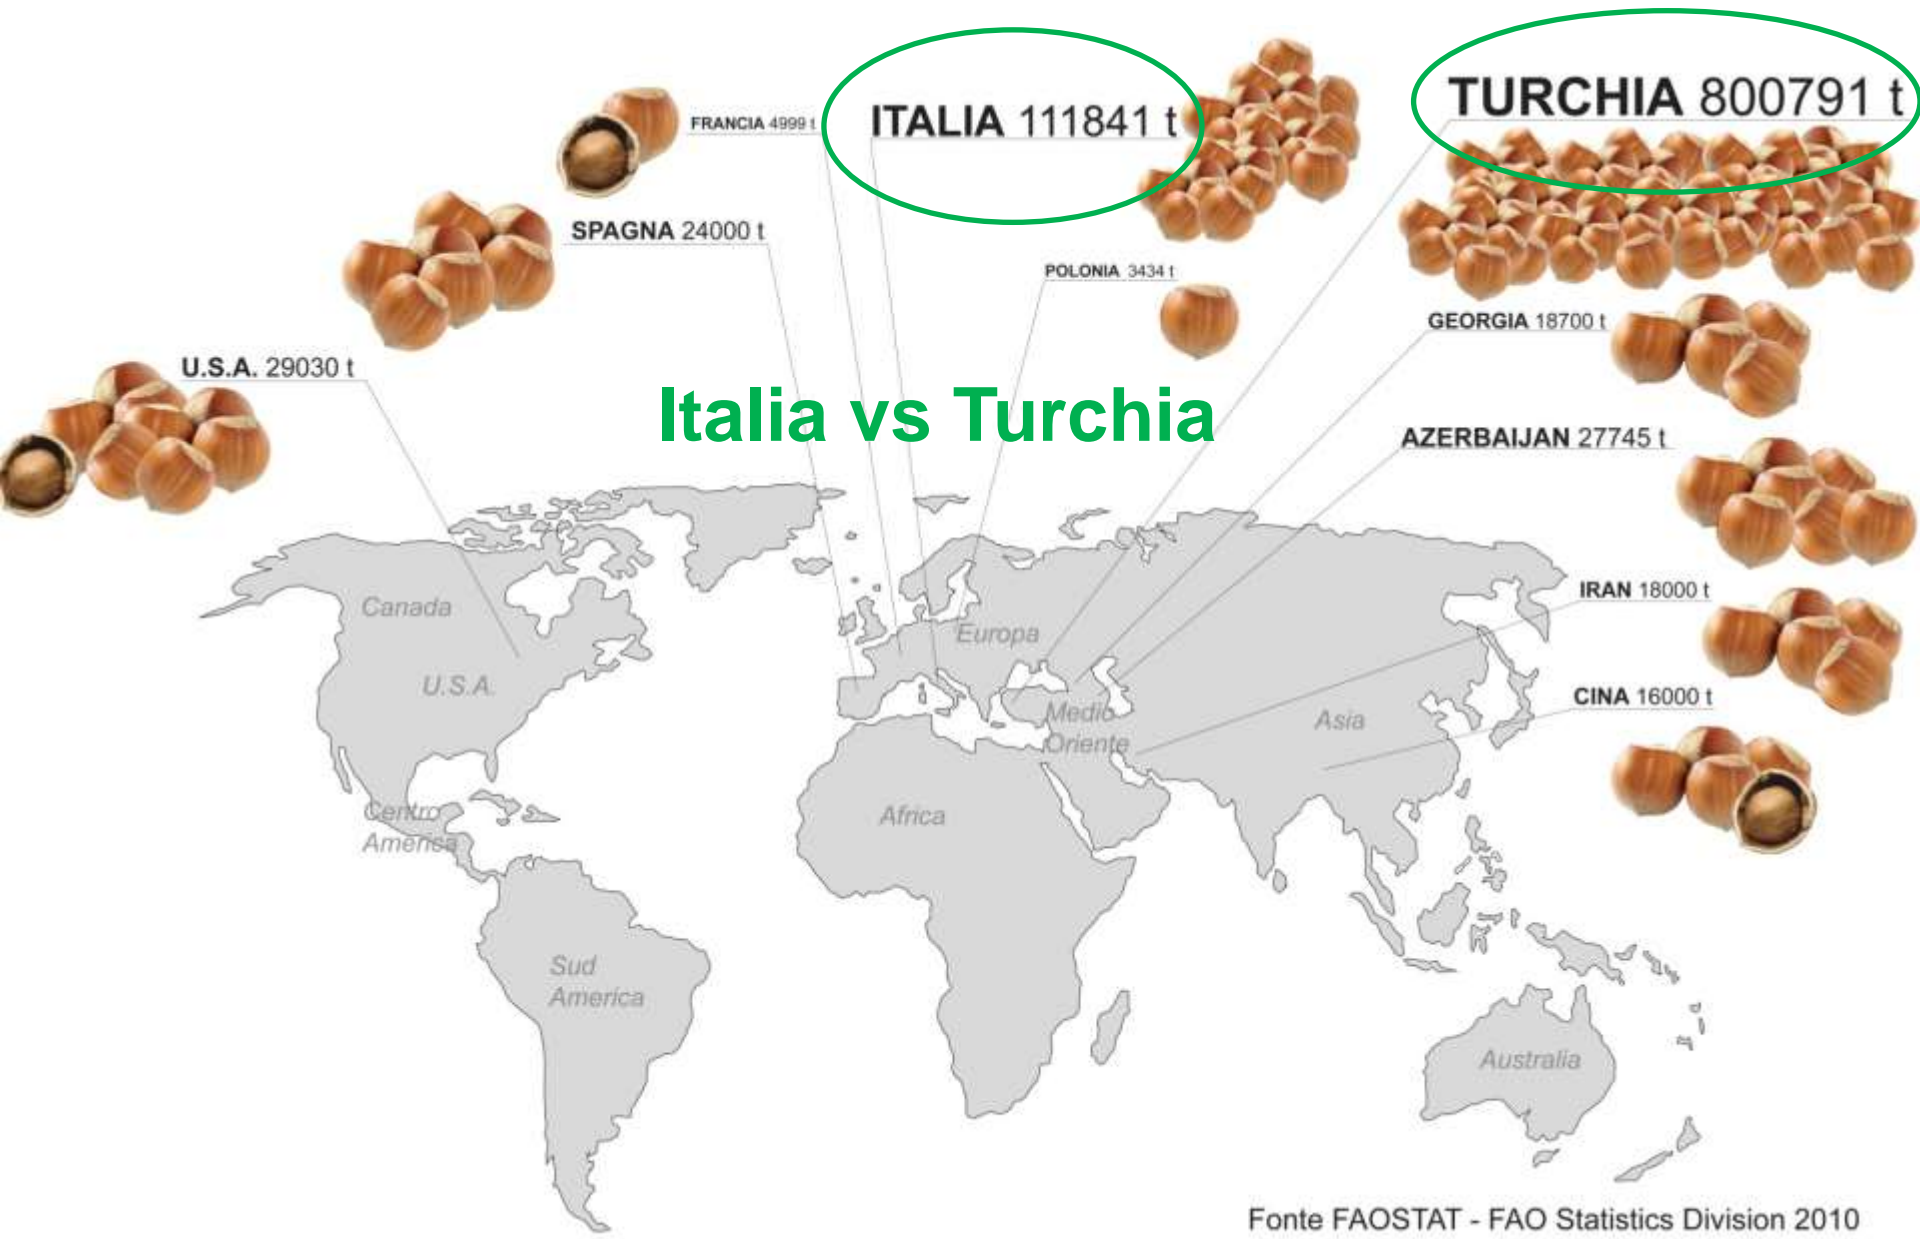 TURCHIA 800791 t
ITALIA 111841 t
FRANCIA 4999 t
SPAGNA 24000 t
POLONIA 3434 t
GEORGIA 18700 t
U.S.A. 29030 t
Italia vs Turchia
AZERBAIJAN 27745 t
IRAN 18000 t
CINA 16000 t
Canada
U.S.A.
Europa
Medio
Oriente
Asia
Centro
America
Africa
Sud
America
Australia
Fonte FAOSTAT - FAO Statistics Division 2010